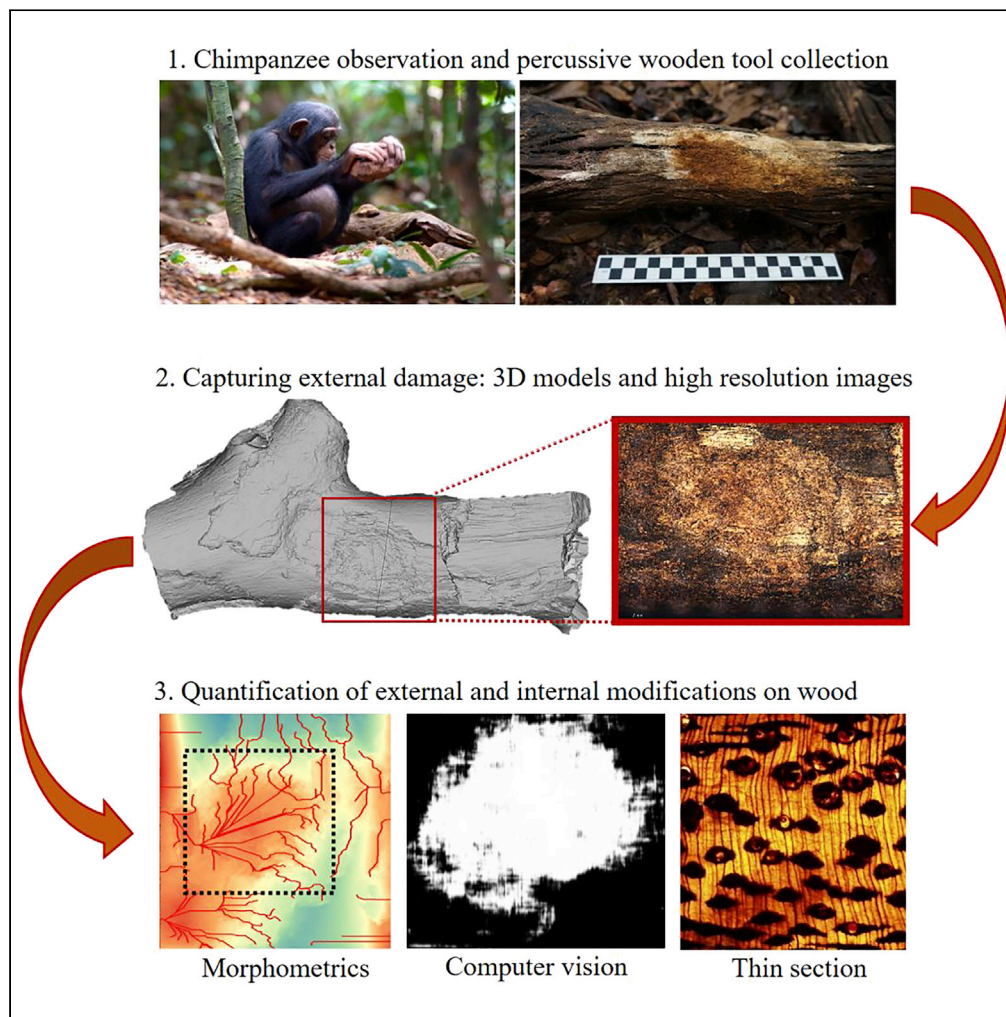 1. Chimpanzee observation and percussive wooden tool collection
2. Capturing external damage: 3D models and high resolution images
3. Quantification of external and internal modifications on wood
Morphometrics
Computer vision
Thin section